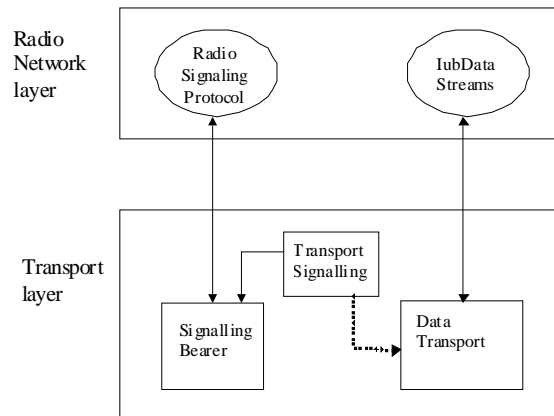 Radio
Network
layer
Radio
Signaling
Protocol
IubData
Streams
Transport
layer
Transport
Signalling
Signalling
Bearer
Data
Transport